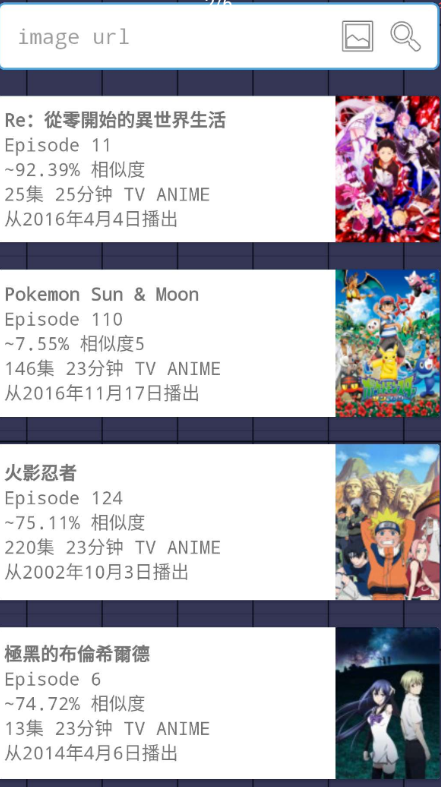 2/6
image url
Re: 從零開始的異世界生活
Episode 11
~92.39% 相似度
25集 25分钟 TV ANIME
从2016年4月4日播出
Pokemon Sun & Moon
Episode 110
~7.55% 相似度5
146集 23分钟 TV ANIME
从2016年11月17日播出
火影忍者
Episode 124
~75.11% 相似度
220集 23分钟 TV ANIME
从2002年10月3日播出
極黑的布倫希爾德
Episode 6
~74.72% 相似度
13集 23分钟 TV ANIME
从2014年4月6日播出